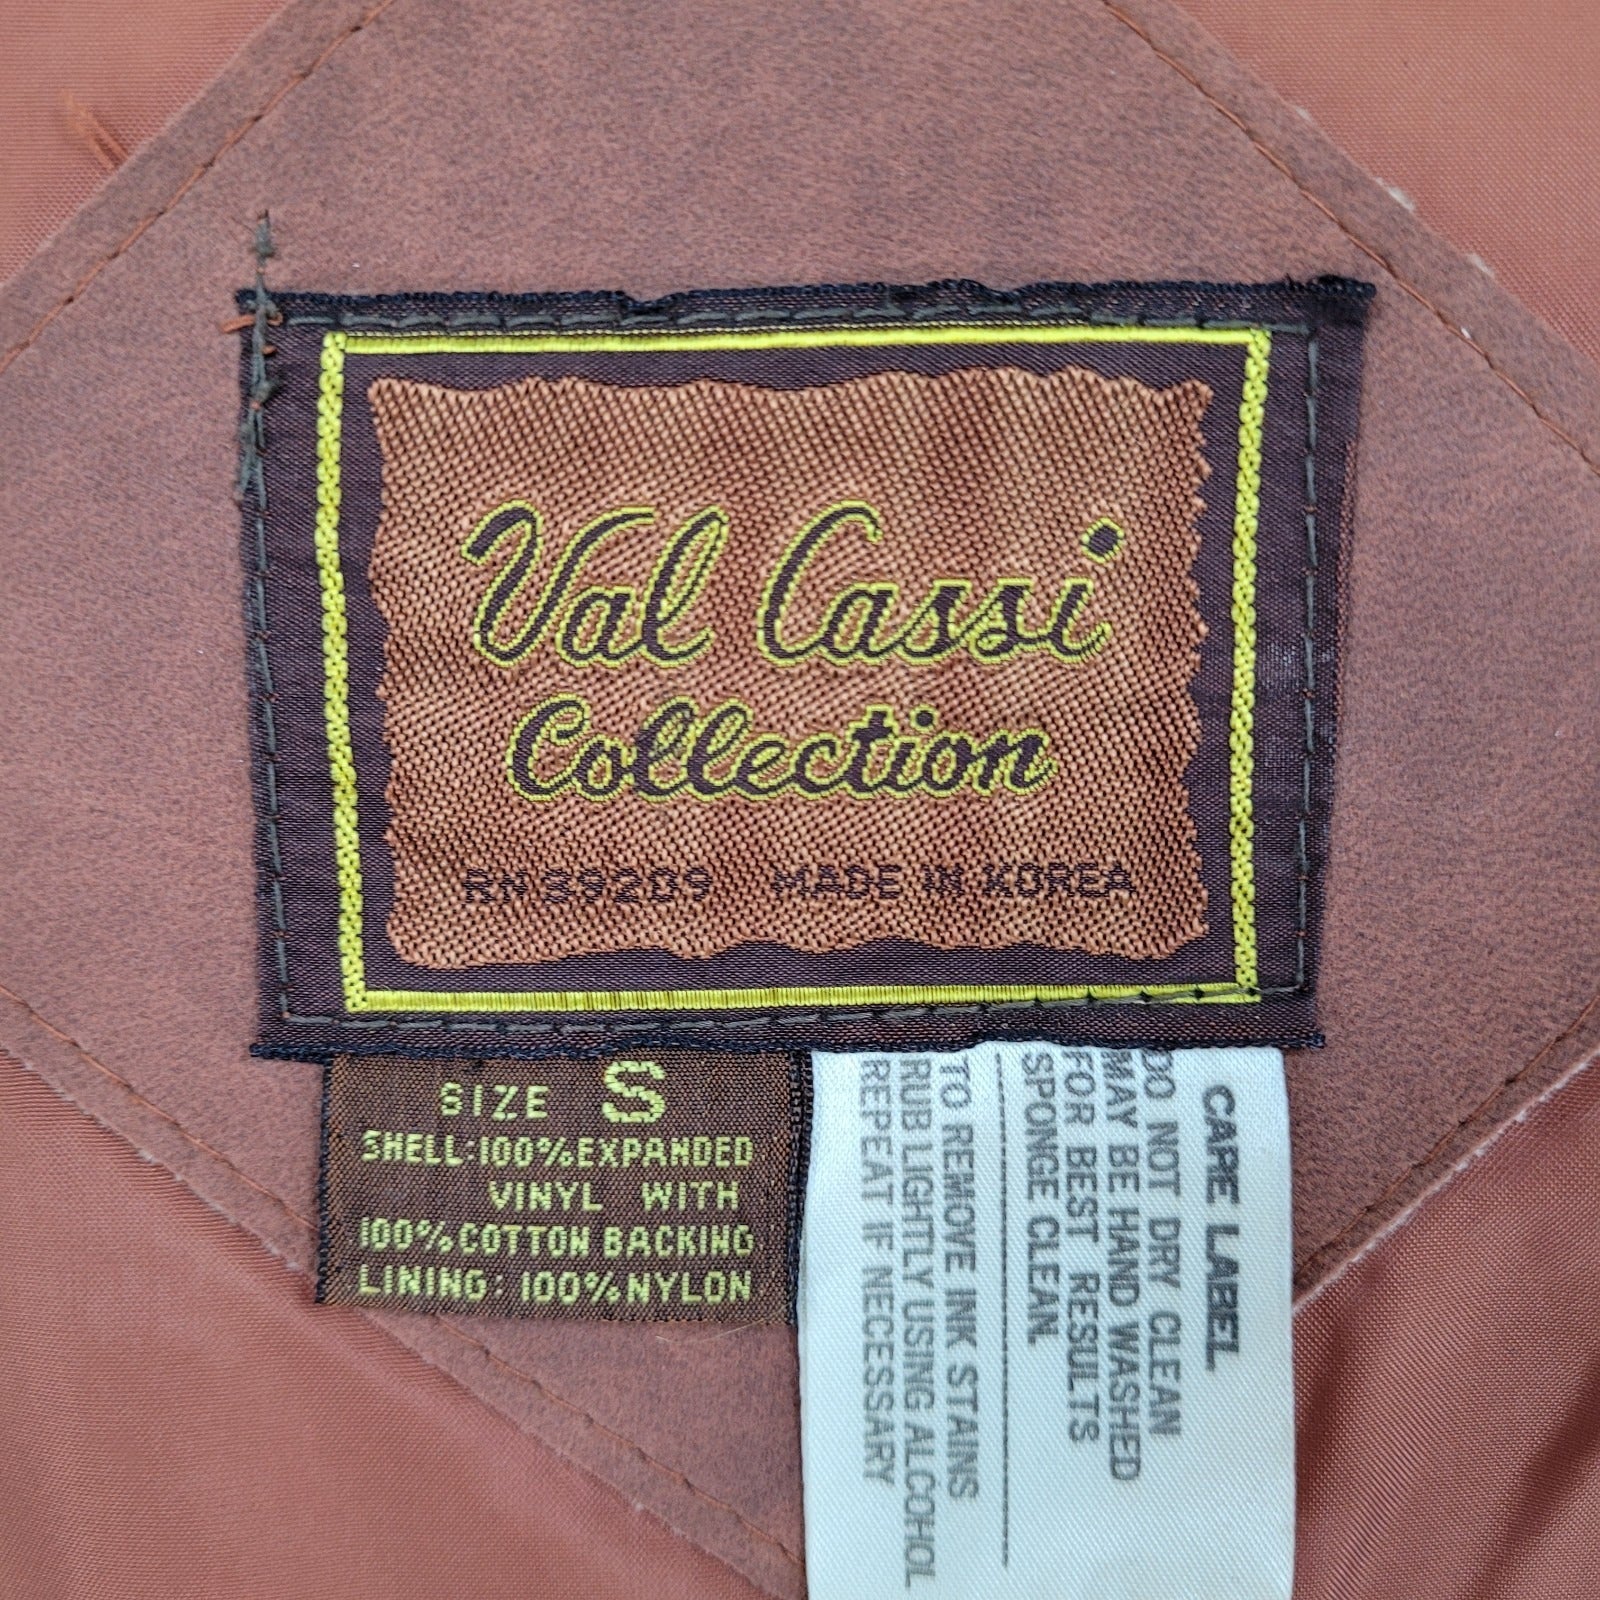 Val Cassi
Collection
RN 39209 MADE IN KOREA
SIZE S
SHELL:100%EXPANDED
VINYL WITH
100%COTTON BACKING
LINING: 100%NYLON
CARE LABEL
DO NOT DRY CLEAN
MAY BE HAND WASHED
FOR BEST RESULTS
SPONGE CLEAN.
TO REMOVE INK STAINS
RUB LIGHTLY USING ALCOHOL
REPEAT IF NECESSARY